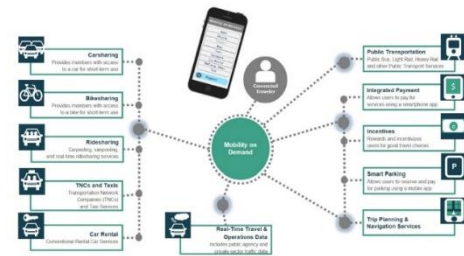 Carsharing
Provides members with access
to a car for short-term use
Bikesharing
Provides members with access
to a bike for short-term use
Ridesharing
Carpooling, vanpooling,
and real-time ridesharing services
TNCs and Taxis
Transportation Network
Companies (TNCs)
and Taxi Services
Car Rental
Conventional Rental Car Services
Connected
Traveler
Mobility on
Demand
Real-Time Travel &
Operations Data
Includes public agency and
private sector traffic data
Public Transportation
Public Bus, Light Rail, Heavy Rail
and other Public Transport Services
Integrated Payment
Allows users to pay for
services using a smartphone app
$
Incentives
Rewards and incentivizes
users for good travel choices
Smart Parking
Allows users to reserve and pay
for parking using a mobile app
P
Trip Planning &
Navigation Services